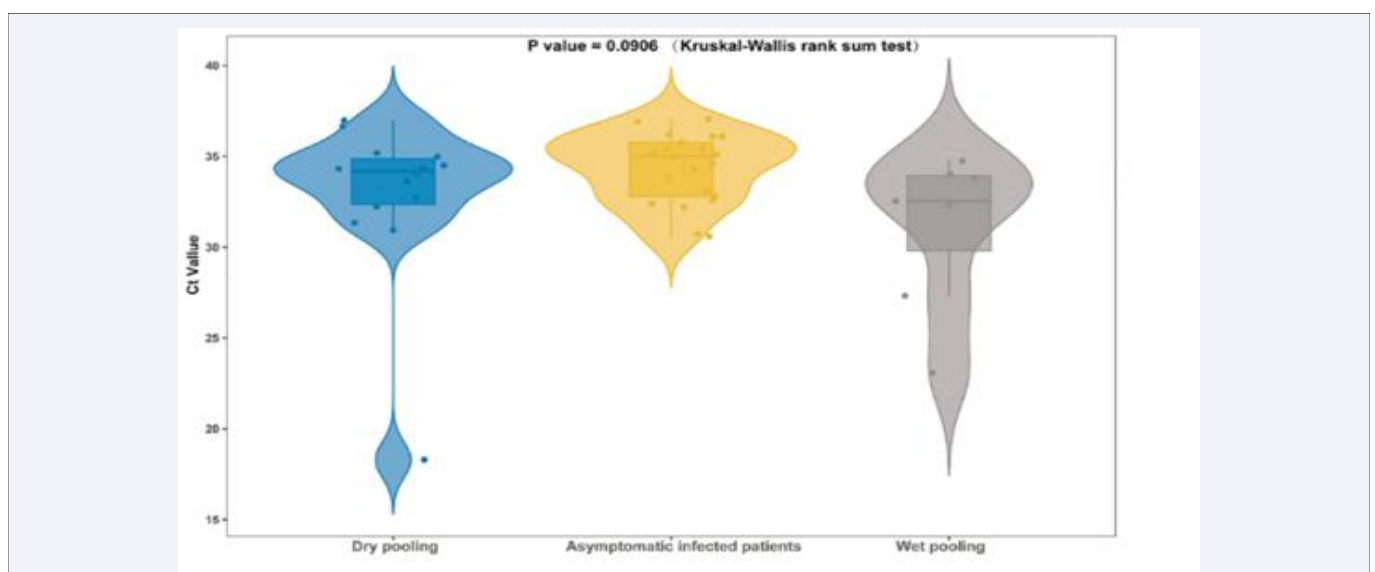 P value = 0.0906 （Kruskal-Wallis rank sum test）
40
35
30
25
20
15
Ct Vallue
Dry pooling
Asymptomatic infected patients
Wet pooling